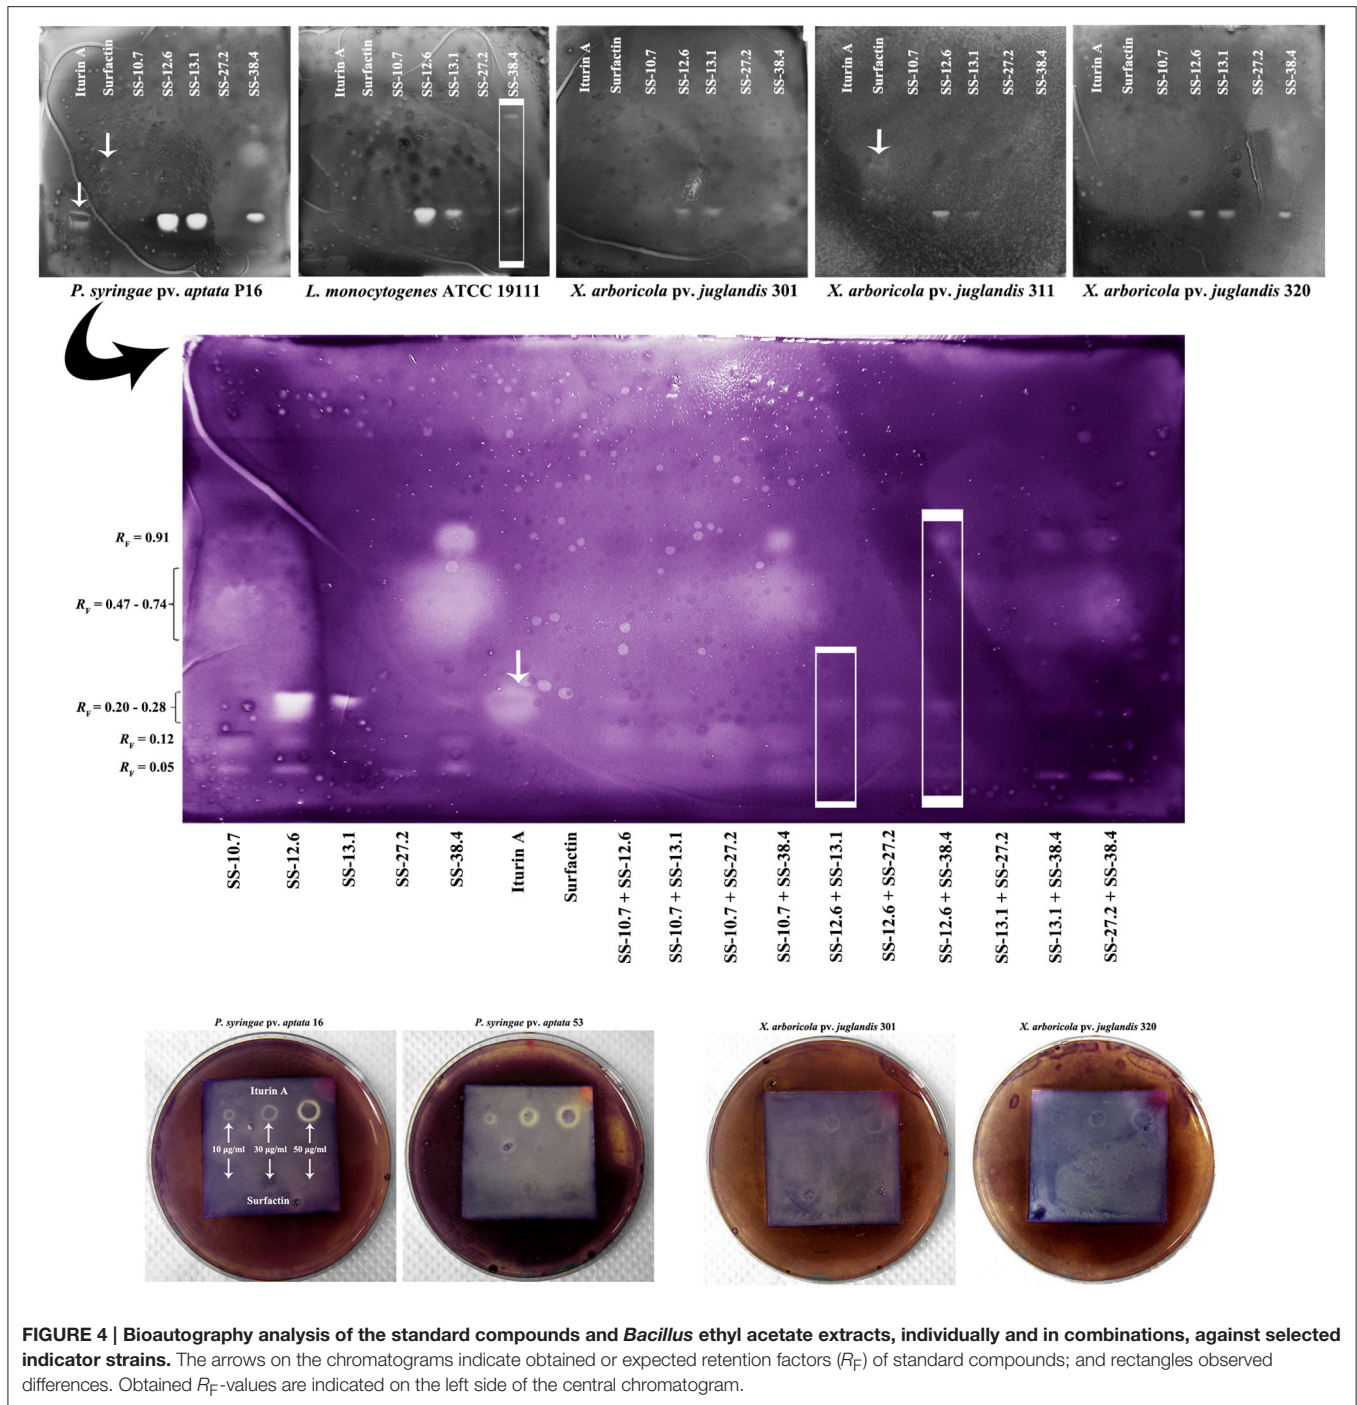 Iturin A
Surfactin
SS-10.7
SS-12.6
SS-13.1
SS-27.2
SS-38.4
Iturin A
Surfactin
SS-10.7
SS-12.6
SS-13.1
SS-27.2
SS-38.4
Iturin A
Surfactin
SS-10.7
SS-12.6
SS-13.1
SS-27.2
SS-38.4
Iturin A
Surfactin
SS-10.7
SS-12.6
SS-13.1
SS-27.2
SS-38.4
Iturin A
Surfactin
SS-10.7
SS-12.6
SS-13.1
SS-27.2
SS-38.4
P. syringae pv. aptata P16
L. monocytogenes ATCC 19111
X. arboricola pv. juglandis 301
X. arboricola pv. juglandis 311
X. arboricola pv. juglandis 320
RF = 0.91
RF = 0.47 - 0.74
RF = 0.20 - 0.28
RF = 0.12
RF = 0.05
SS-10.7
SS-12.6
SS-13.1
SS-27.2
SS-38.4
Iturin A
Surfactin
SS-10.7 + SS-12.6
SS-10.7 + SS-13.1
SS-10.7 + SS-27.2
SS-10.7 + SS-38.4
SS-12.6 + SS-13.1
SS-12.6 + SS-27.2
SS-12.6 + SS-38.4
SS-13.1 + SS-27.2
SS-13.1 + SS-38.4
SS-27.2 + SS-38.4
P. syringae pv. aptata 16
P. syringae pv. aptata 53
X. arboricola pv. juglandis 301
X. arboricola pv. juglandis 320
Iturin A
10 µg/ml
30 µg/ml
50 µg/ml
Surfactin
FIGURE 4 | Bioautography analysis of the standard compounds and Bacillus ethyl acetate extracts, individually and in combinations, against selected
indicator strains. The arrows on the chromatograms indicate obtained or expected retention factors (RF) of standard compounds; and rectangles observed
differences. Obtained RF-values are indicated on the left side of the central chromatogram.